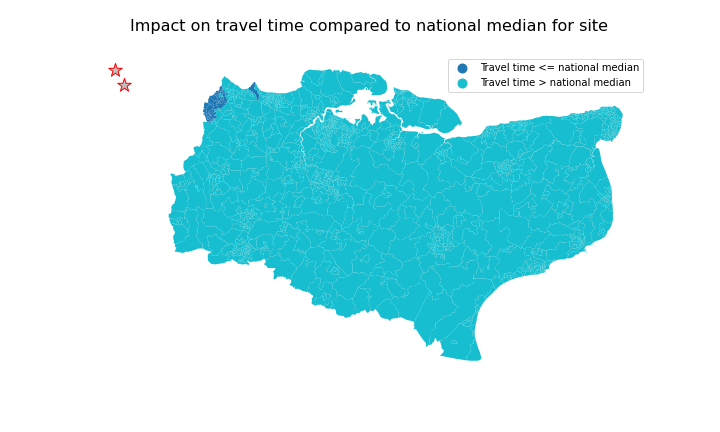 Impact on travel time compared to national median for site
Travel time <= national median
Travel time > national median